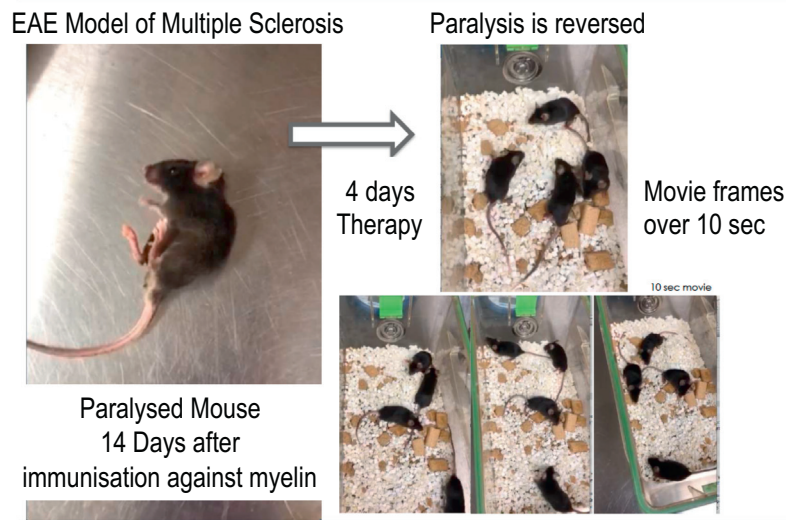 EAE Model of Multiple Sclerosis
Paralysis is reversed
4 days
Therapy
Movie frames
over 10 sec
10 sec movie
Paralysed Mouse
14 Days after
immunisation against myelin